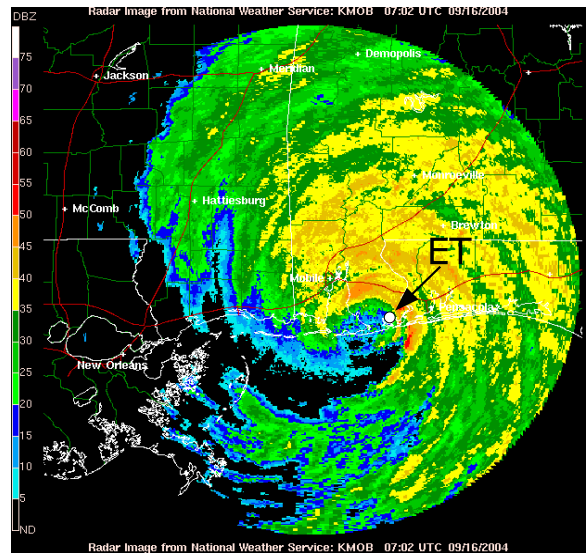 DBZ
Radar Image from National Weather Service: KMOB 07:02 UTC 09/16/2004
75
70
65
60
55
50
45
40
35
30
25
20
15
10
5
ND
Demopolis
Meridian
Jackson
Monroeville
Hattiesburg
McComb
Brewton
ET
Mobile
Pensacola
New Orleans
Radar Image from National Weather Service: KMOB 07:02 UTC 09/16/2004